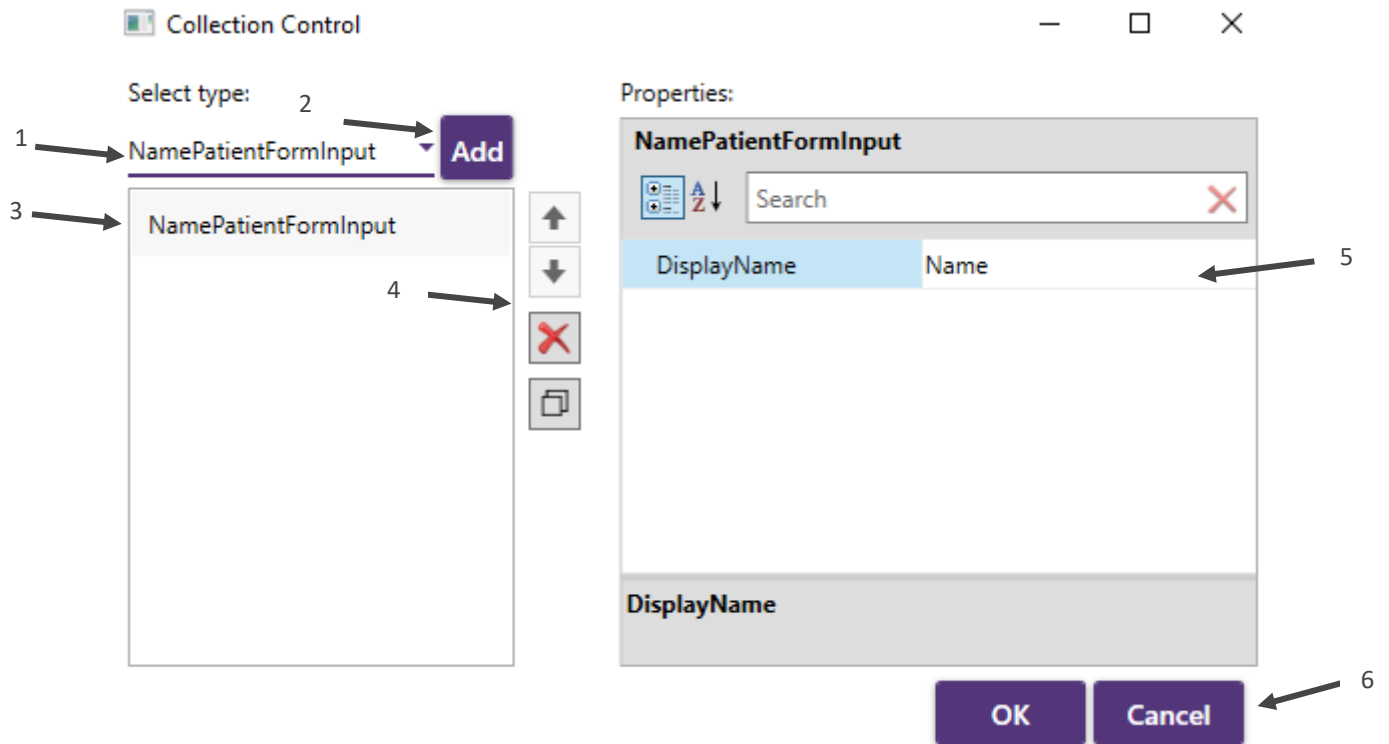 Collection Control
Select type:
Properties:
1
2
NamePatientFormInput
Add
NamePatientFormInput
A
Z
Search
3
NamePatientFormInput
DisplayName
Name
4
5
DisplayName
OK
Cancel
6